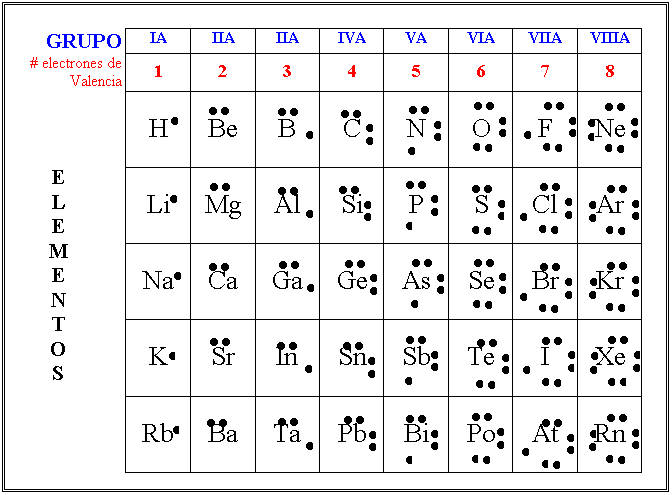 GRUPO IA IIA IIA IVA VA VIA VIIA VIIIA
# electrones de Valencia 1 2 3 4 5 6 7 8
ELEMENTOS
H Be B C N O F Ne
Li Mg Al Si P S Cl Ar
Na Ca Ga Ge As Se Br Kr
K Sr In Sn Sb Te I Xe
Rb Ba Ta Pb Bi Po At Rn